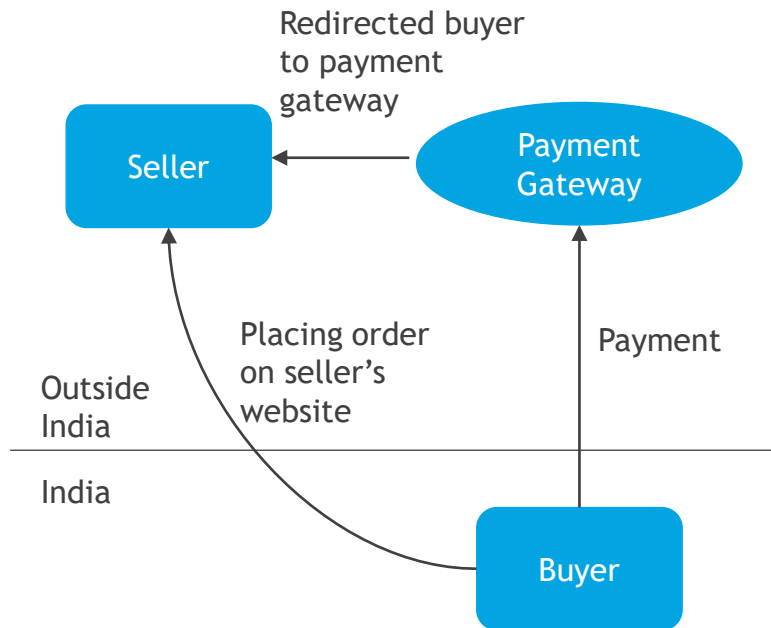 Redirected buyer
to payment
gateway
Seller
Payment
Gateway
Placing order
on seller’s
website
Payment
Outside
India
India
Buyer